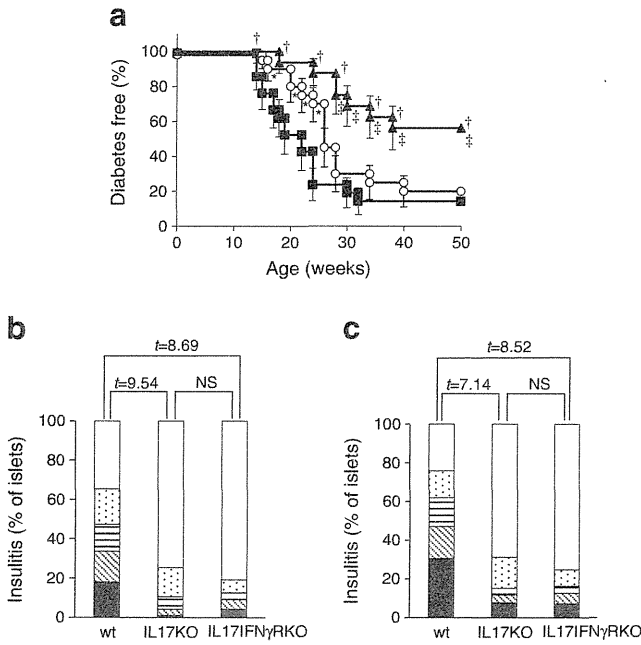 a
Diabetes free (%)
100
80
60
40
20
0
† † † † † † †
* * *
‡ ‡ ‡ ‡ ‡
0 10 20 30 40 50
Age (weeks)
b
t=8.69
t=9.54 NS
Insulitis (% of islets)
100
80
60
40
20
0
wt IL17KO IL17IFNγRKO
c
t=8.52
t=7.14 NS
Insulitis (% of islets)
100
80
60
40
20
0
wt IL17KO IL17IFNγRKO